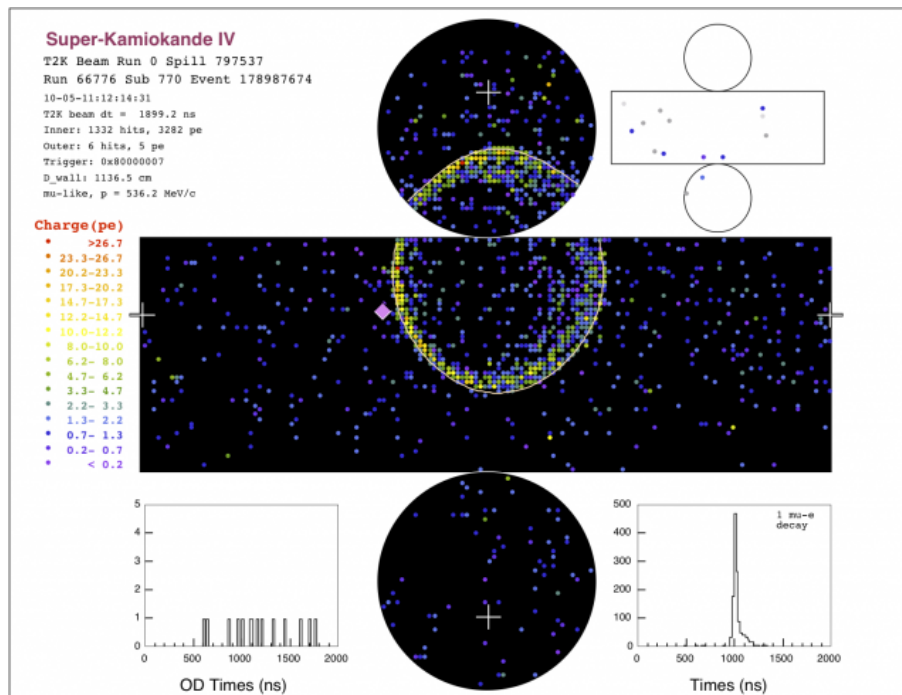 Super-Kamiokande IV
T2K Beam Run 0 Spill 797537
Run 66776 Sub 770 Event 178987674
10-05-11:12:14:31
T2K beam dt = 1899.2 ns
Inner: 1332 hits, 3282 pe
Outer: 6 hits, 5 pe
Trigger: 0x80000007
D_wall: 1136.5 cm
mu-like, p = 536.2 MeV/c
Charge(pe)
>26.7
23.3-26.7
20.2-23.3
17.3-20.2
14.7-17.3
12.2-14.7
10.0-12.2
8.0-10.0
6.2- 8.0
4.7- 6.2
3.3- 4.7
2.2- 3.3
1.3- 2.2
0.7- 1.3
0.2- 0.7
< 0.2
5
4
3
2
1
0
0 500 1000 1500 2000
OD Times (ns)
500
400
300
200
100
0
1 mu-e
decay
0 500 1000 1500 2000
Times (ns)